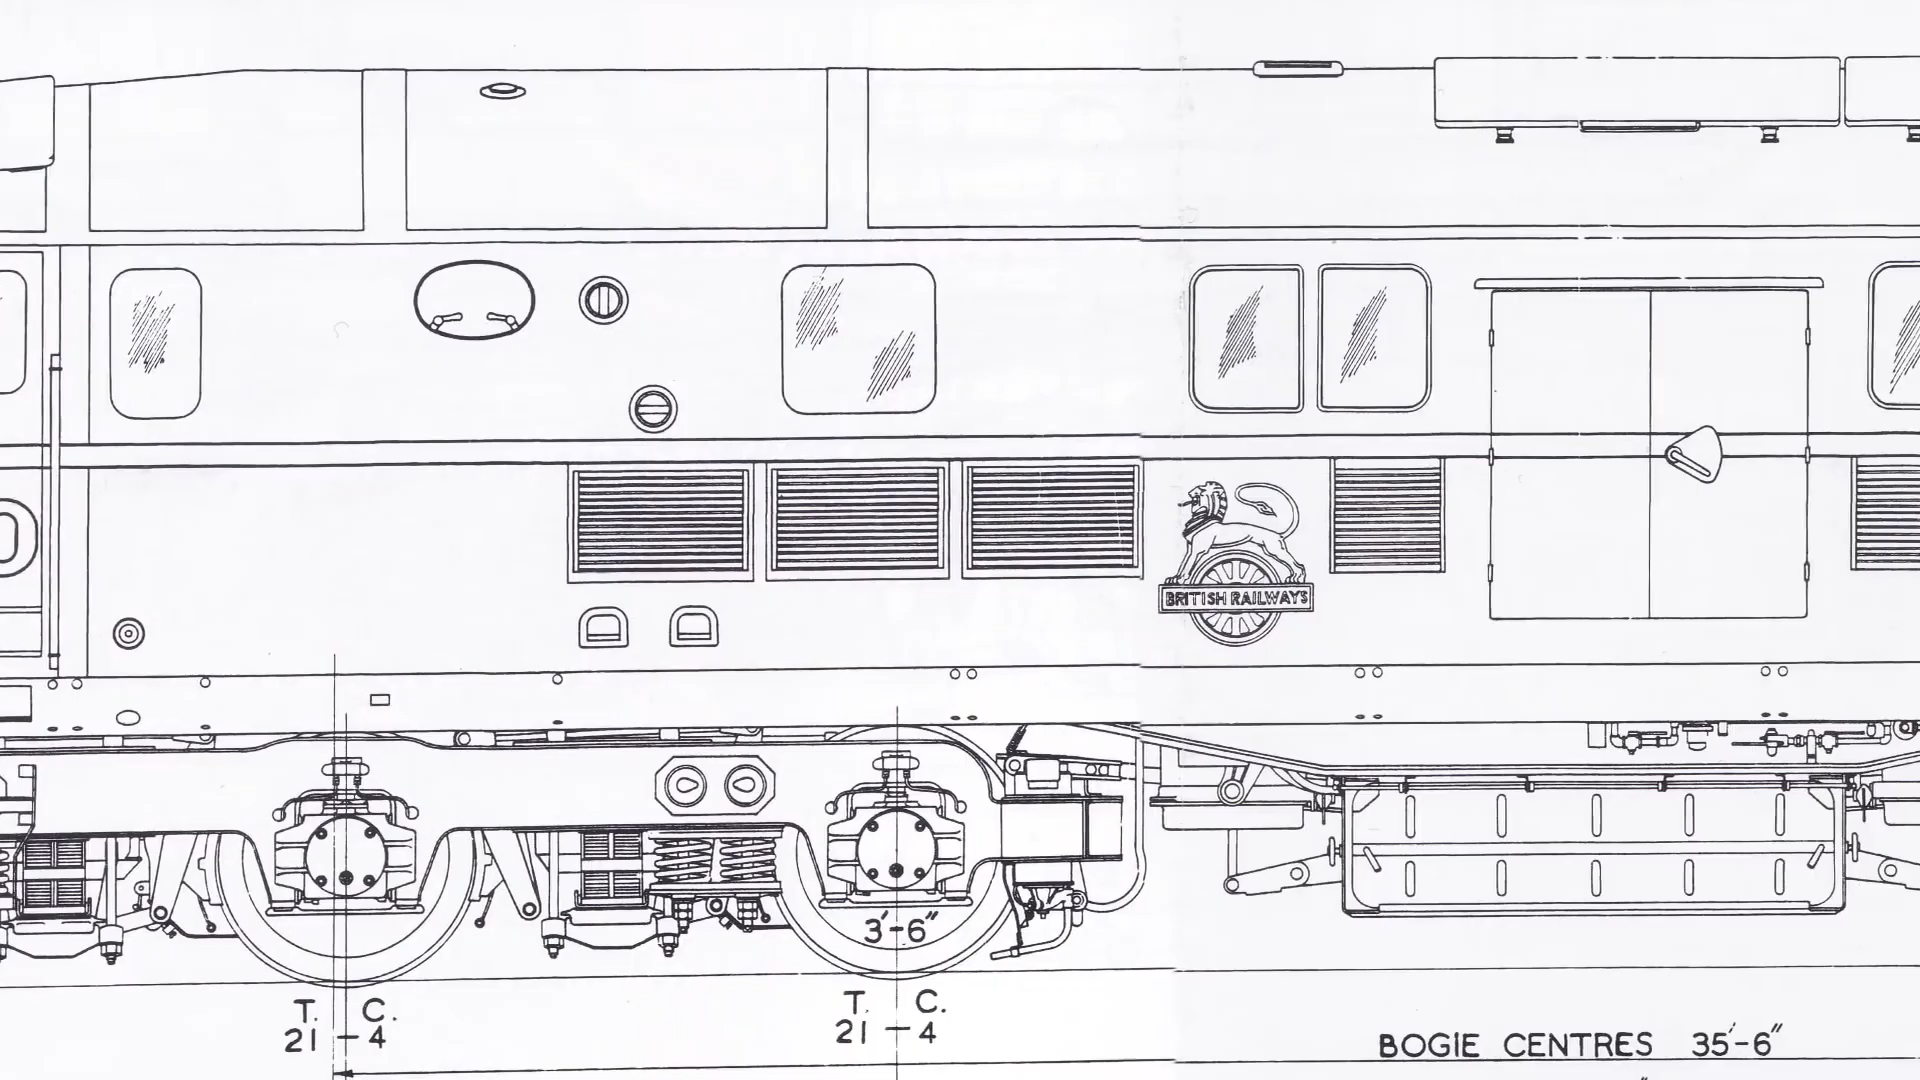 BRITISH RAILWAYS
3'-6"
T. C.
21-4
T. C.
21-4
BOGIE CENTRES 35'-6"